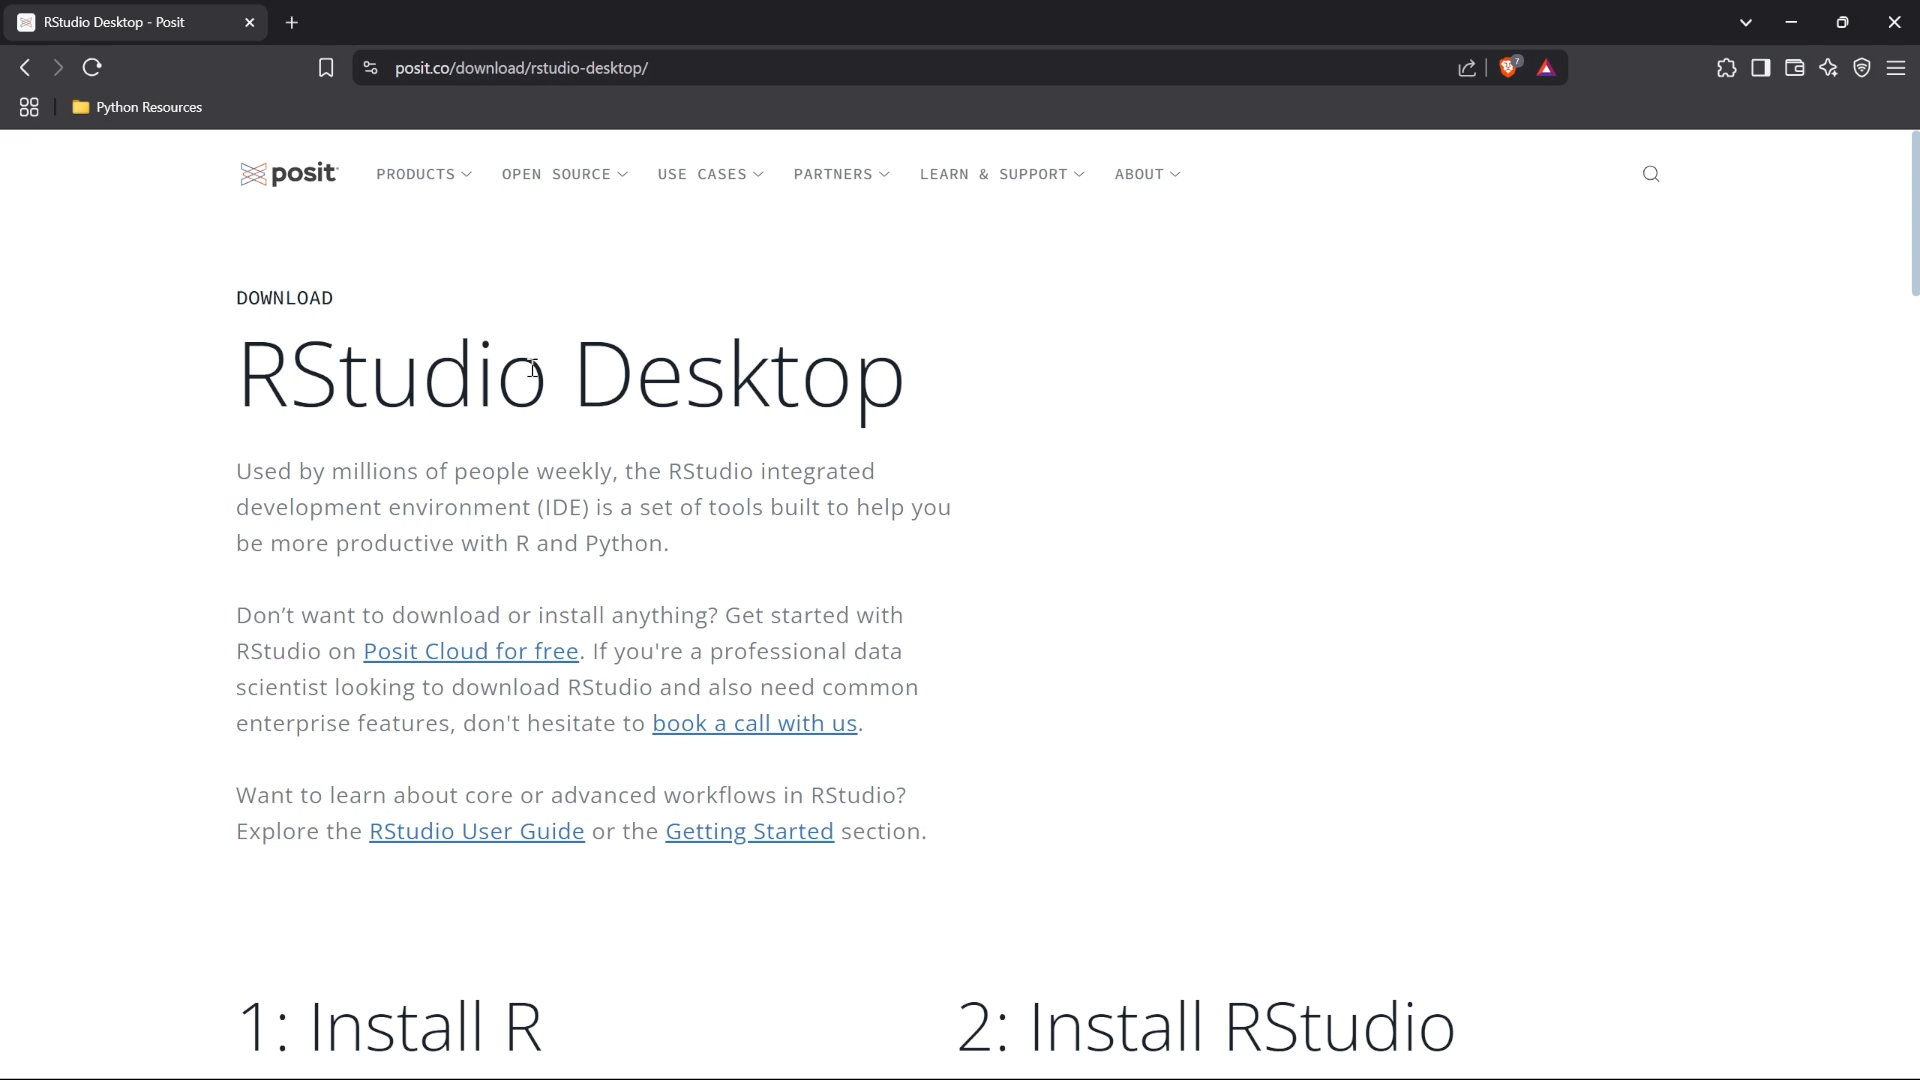 RStudio Desktop - Posit
posit.co/download/rstudio-desktop/
7
Python Resources
posit
PRODUCTS
OPEN SOURCE
USE CASES
PARTNERS
LEARN & SUPPORT
ABOUT
DOWNLOAD
RStudio Desktop
Used by millions of people weekly, the RStudio integrated
development environment (IDE) is a set of tools built to help you
be more productive with R and Python.
Don’t want to download or install anything? Get started with
RStudio on Posit Cloud for free. If you're a professional data
scientist looking to download RStudio and also need common
enterprise features, don't hesitate to book a call with us.
Want to learn about core or advanced workflows in RStudio?
Explore the RStudio User Guide or the Getting Started section.
1: Install R
2: Install RStudio